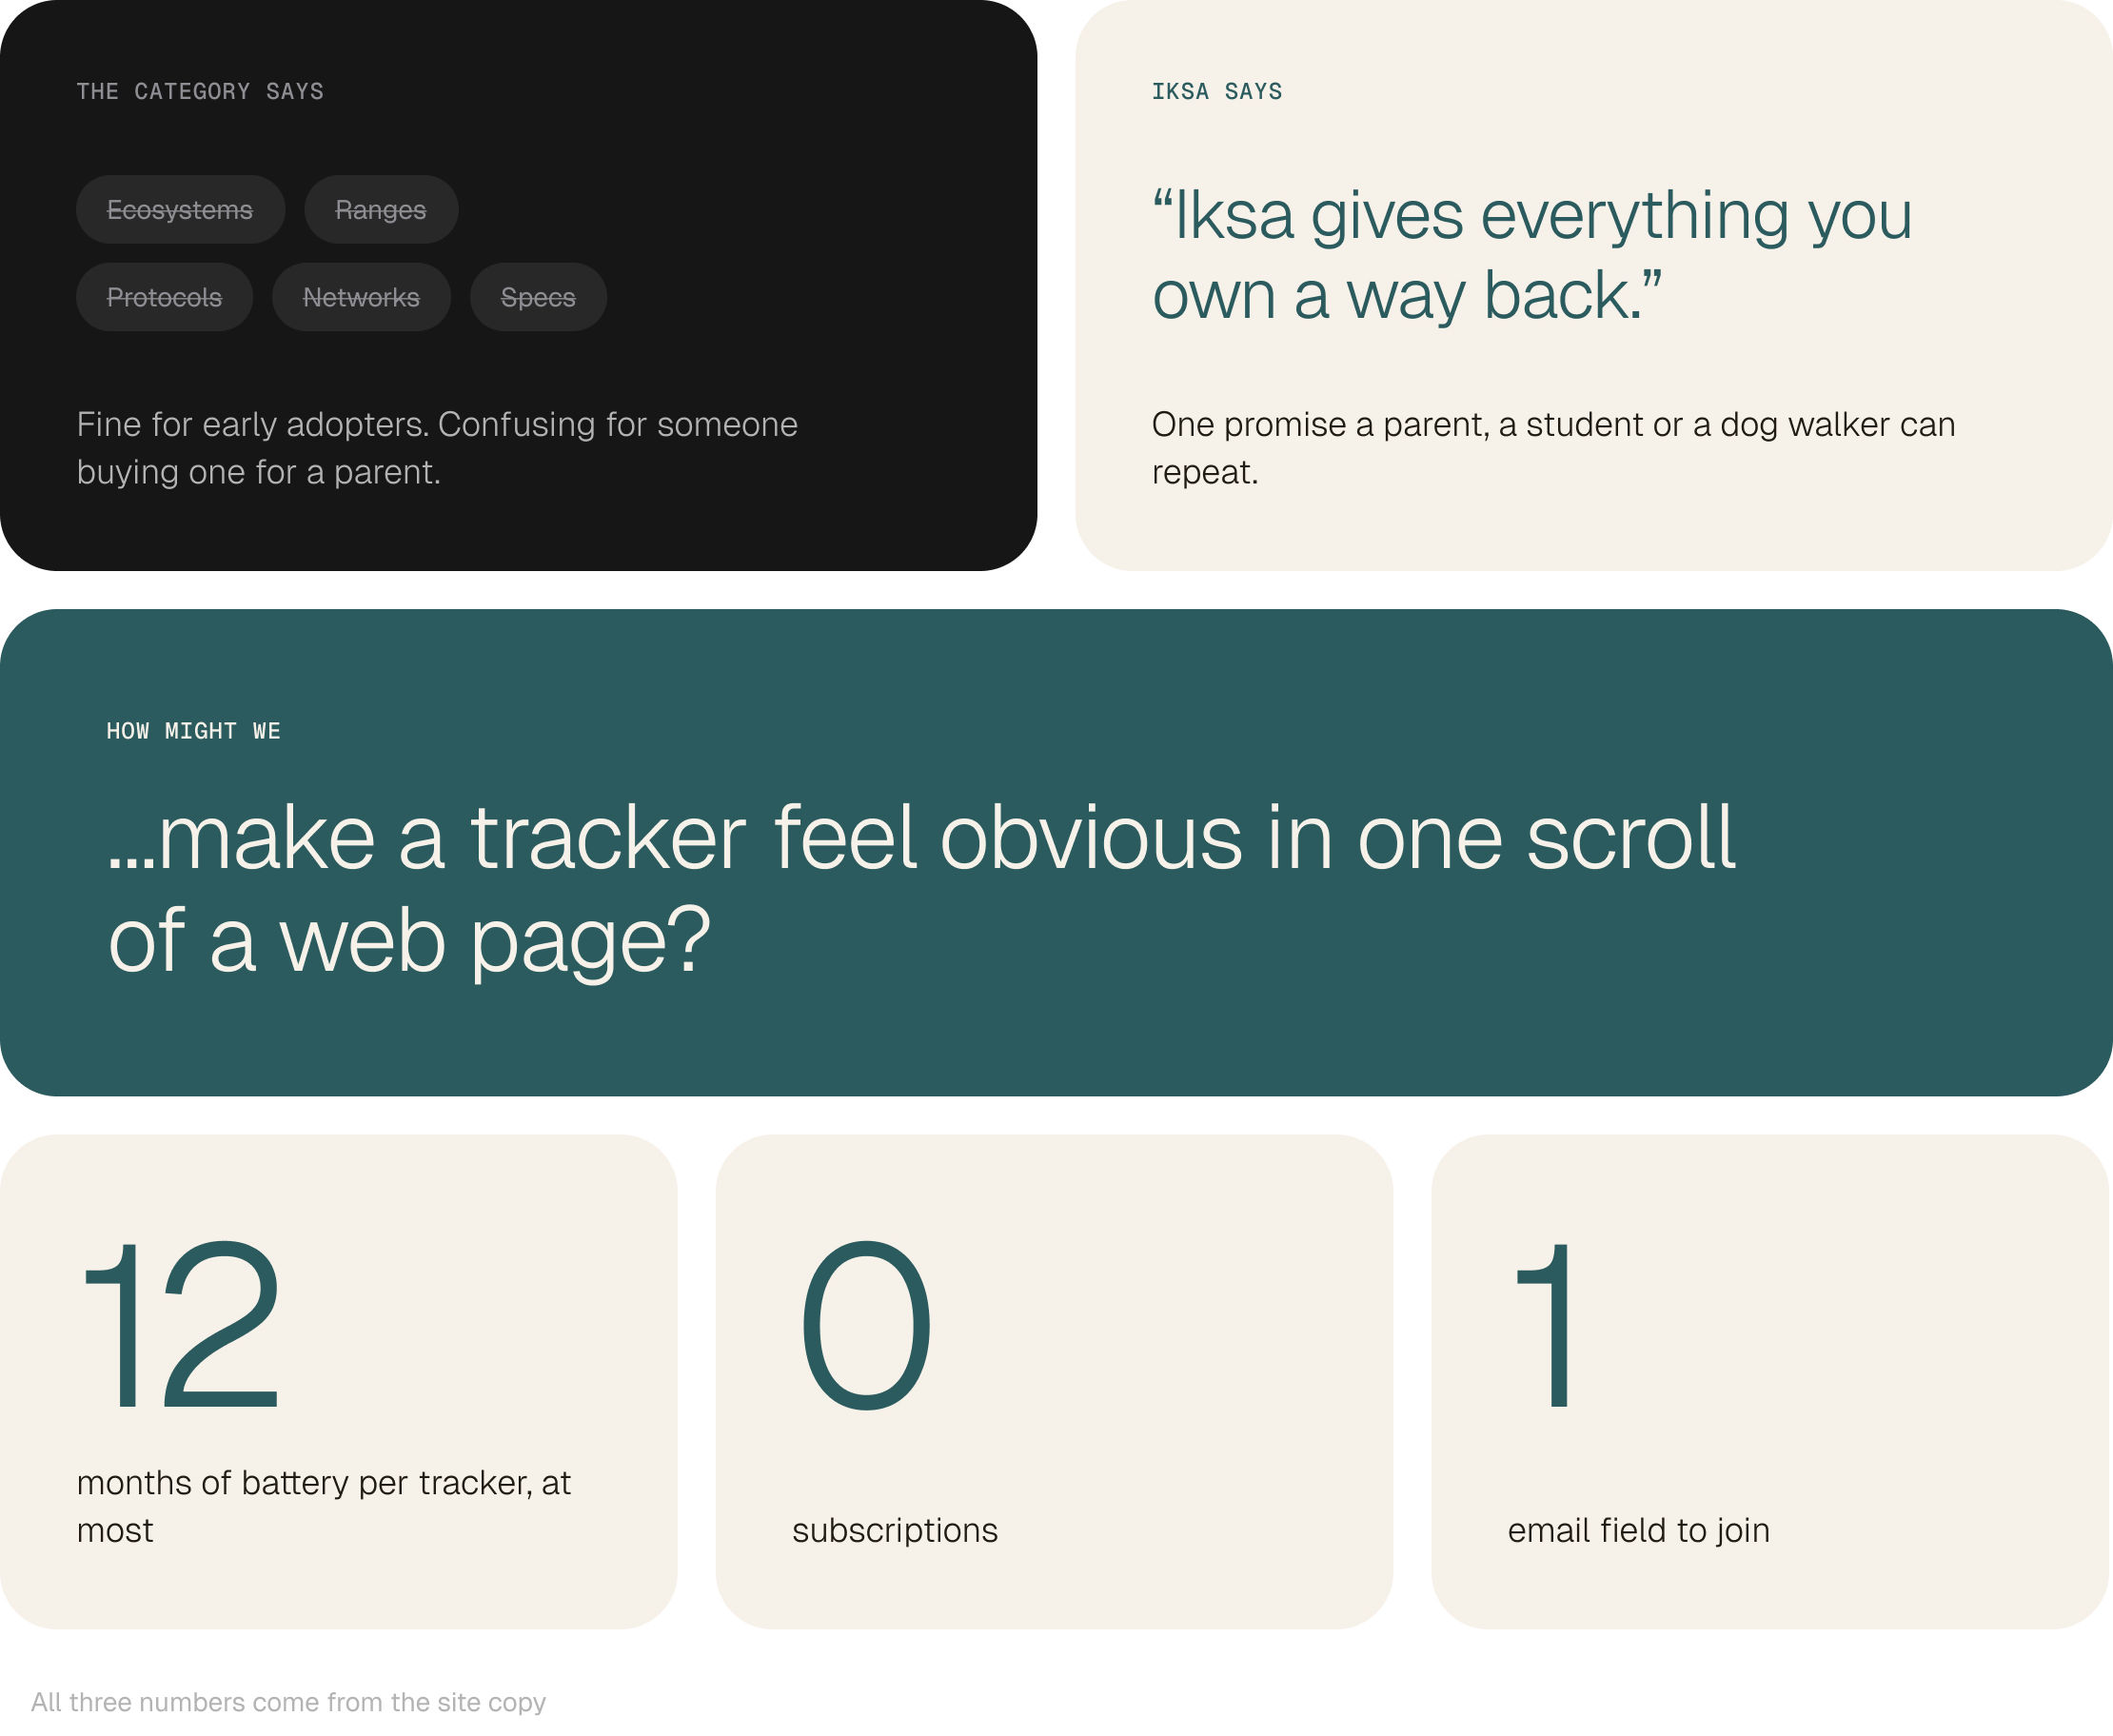 THE CATEGORY SAYS
Ecosystems
Ranges
Protocols
Networks
Specs
Fine for early adopters. Confusing for someone
buying one for a parent.
IKSA SAYS
“Iksa gives everything you
own a way back.”
One promise a parent, a student or a dog walker can
repeat.
HOW MIGHT WE
...make a tracker feel obvious in one scroll
of a web page?
12
months of battery per tracker, at
most
0
subscriptions
1
email field to join
All three numbers come from the site copy